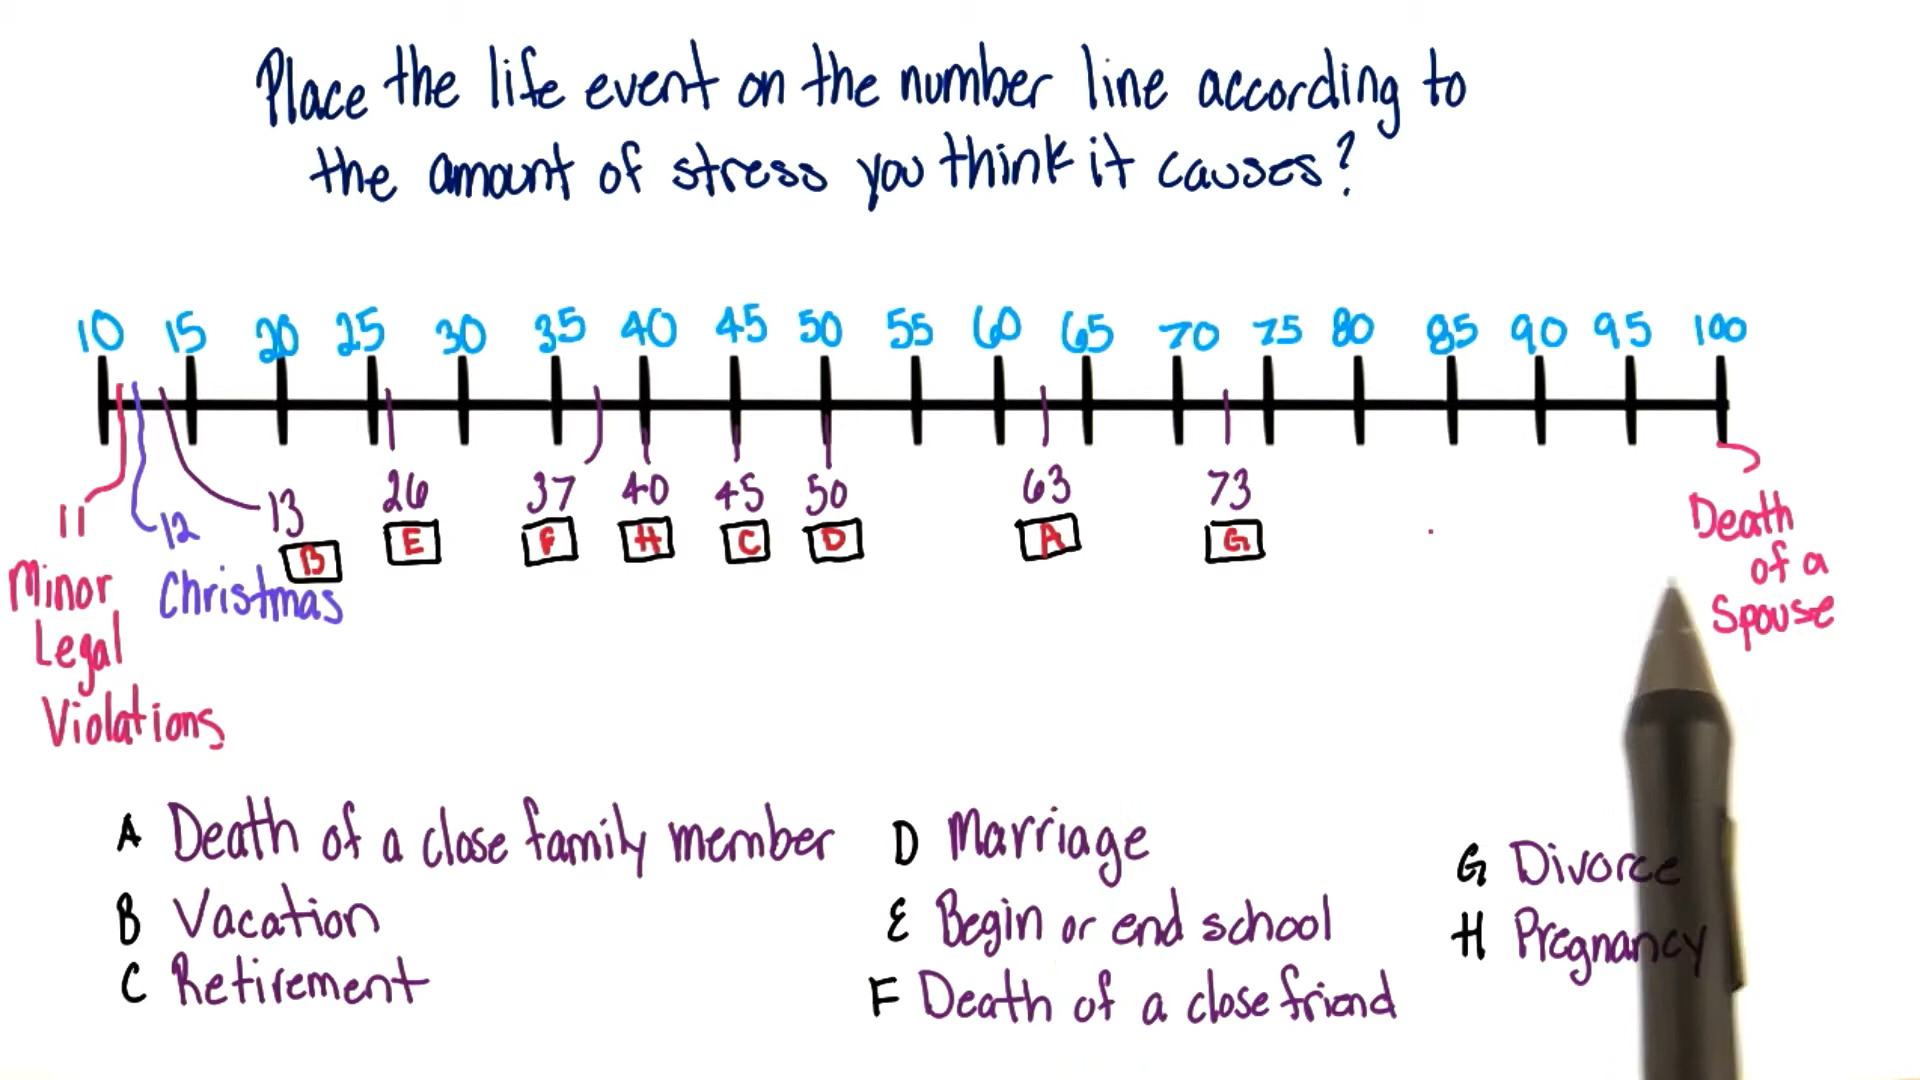 Place the life event on the number line according to
the amount of stress you think it causes?
10 15 20 25 30 35 40 45 50 55 60 65 70 75 80 85 90 95 100
11 12 13 26 37 40 45 50 63 73
B E F H C D A G
Minor
Legal
Violations
Christmas
Death
of a
Spouse
A Death of a close family member
B Vacation
C Retirement
D Marriage
E Begin or end school
F Death of a close friend
G Divorce
H Pregnancy